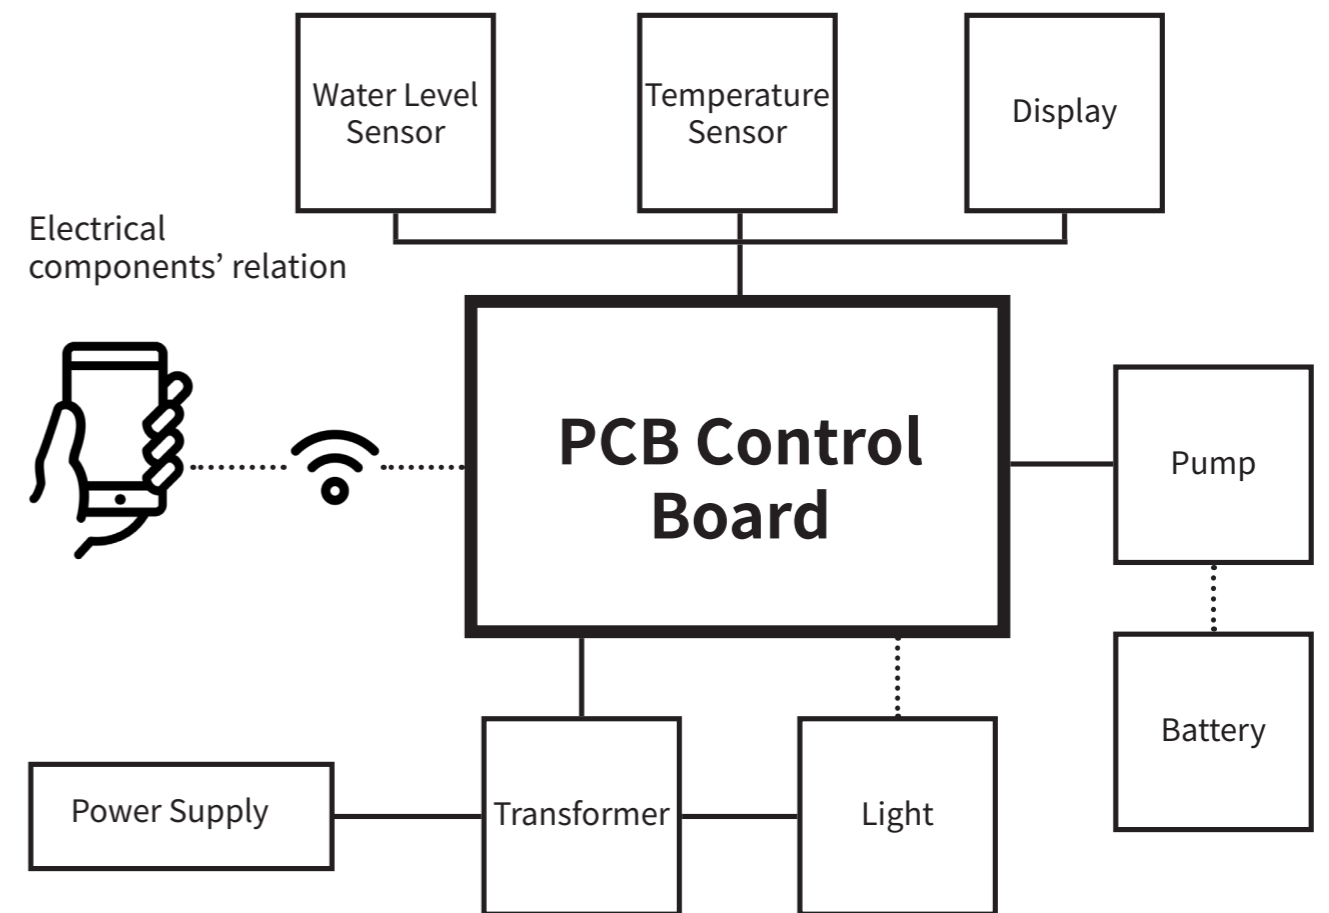 Water Level
Sensor
Temperature
Sensor
Display
Electrical
components’ relation
PCB Control
Board
Pump
Battery
Power Supply
Transformer
Light